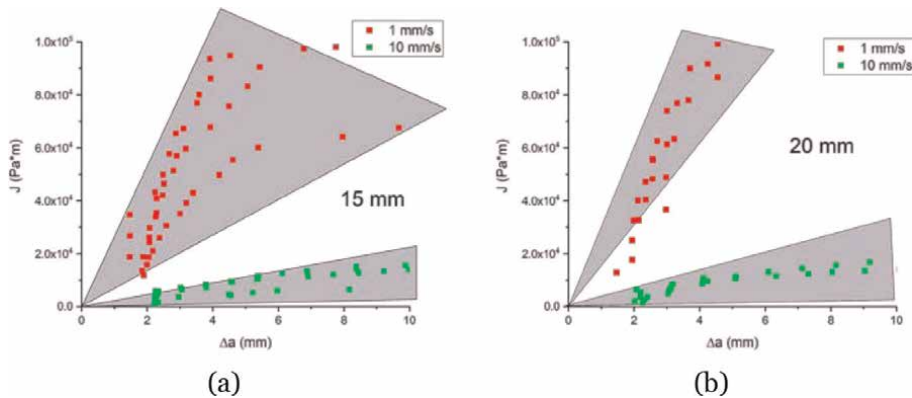 1 mm/s
10 mm/s
1.0x10⁵
8.0x10⁴
6.0x10⁴
4.0x10⁴
2.0x10⁴
0.0
J (Pa*m)
15 mm
0 2 4 6 8 10
Δa (mm)
(a)
1 mm/s
10 mm/s
1.0x10⁵
8.0x10⁴
6.0x10⁴
4.0x10⁴
2.0x10⁴
0.0
J (Pa*m)
20 mm
0 2 4 6 8 10
Δa (mm)
(b)